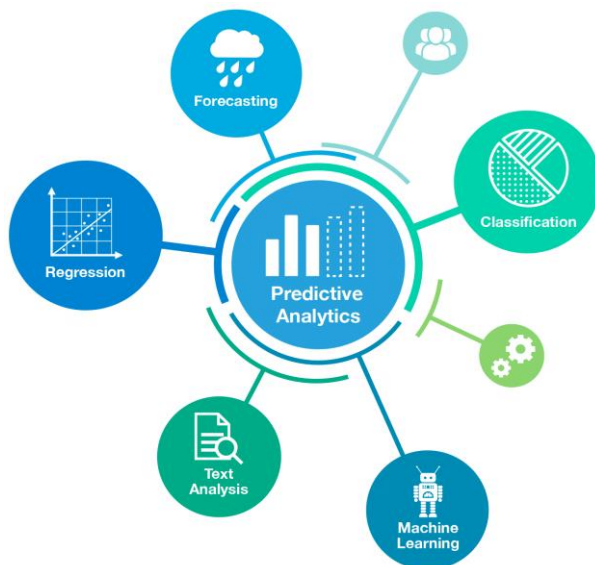 Forecasting
Classification
Regression
Predictive
Analytics
Text
Analysis
Machine
Learning